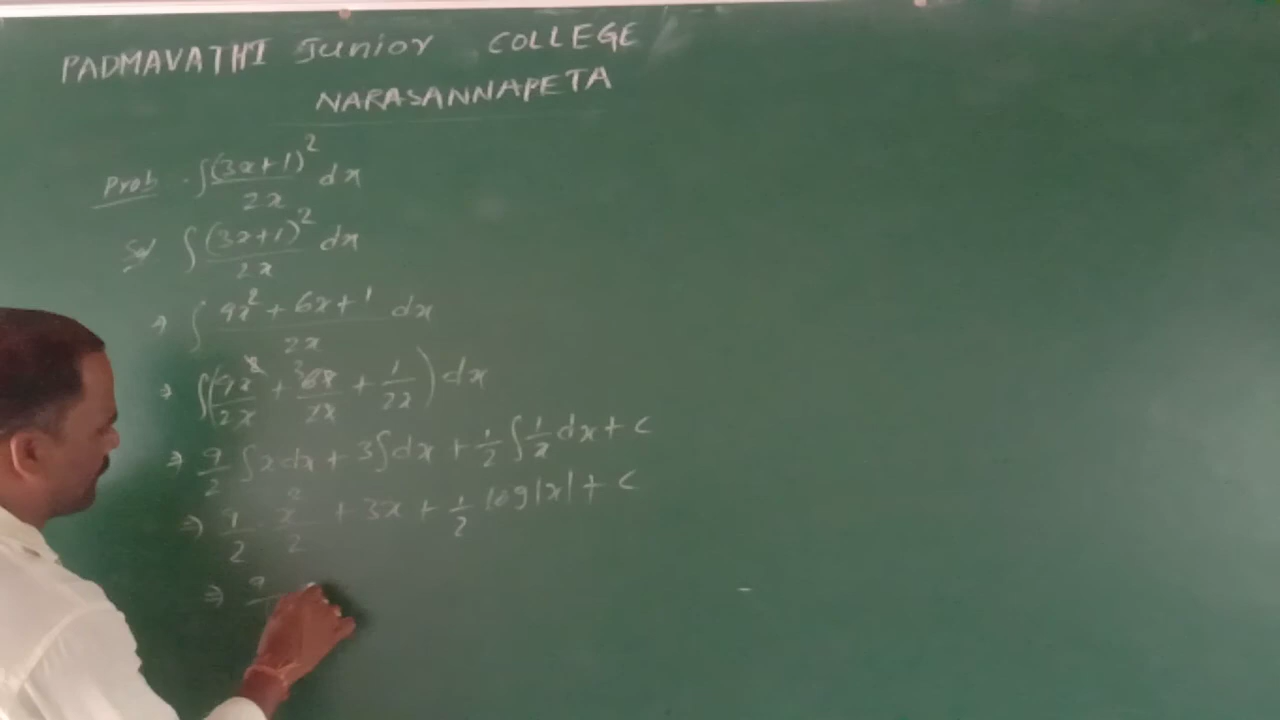 PADMAVATHI Junior COLLEGE
NARASANNAPETA
Prob. ∫ (3x+1)² / 2x dx
Sol ∫ (3x+1)² / 2x dx
⇒ ∫ 9x² + 6x + 1 / 2x dx
⇒ ∫ (9x² / 2x + 6x / 2x + 1 / 2x) dx
⇒ 9/2 ∫ x dx + 3∫dx + 1/2 ∫ 1/x dx + c
⇒ 9/2 · x²/2 + 3x + 1/2 log|x| + c
⇒ 9